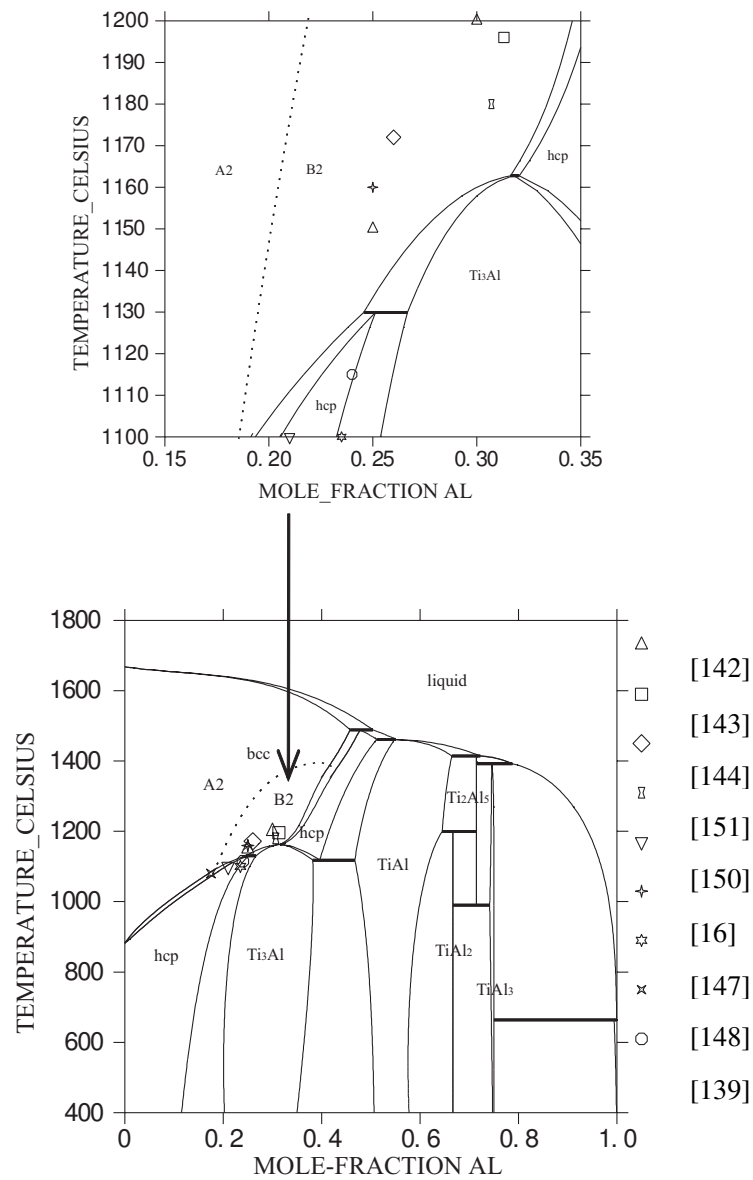 1200
1190
1180
1170
1160
1150
1140
1130
1120
1110
1100
TEMPERATURE_CELSIUS
A2
B2
hcp
Ti₃Al
hcp
0.15 0.20 0.25 0.30 0.35
MOLE_FRACTION AL
1800
1600
1400
1200
1000
800
600
400
TEMPERATURE_CELSIUS
liquid
bcc
A2
B2
Ti₂Al₅
hcp
TiAl
hcp
Ti₃Al
TiAl₂
TiAl₃
0 0.2 0.4 0.6 0.8 1.0
MOLE-FRACTION AL
[142]
[143]
[144]
[151]
[150]
[16]
[147]
[148]
[139]